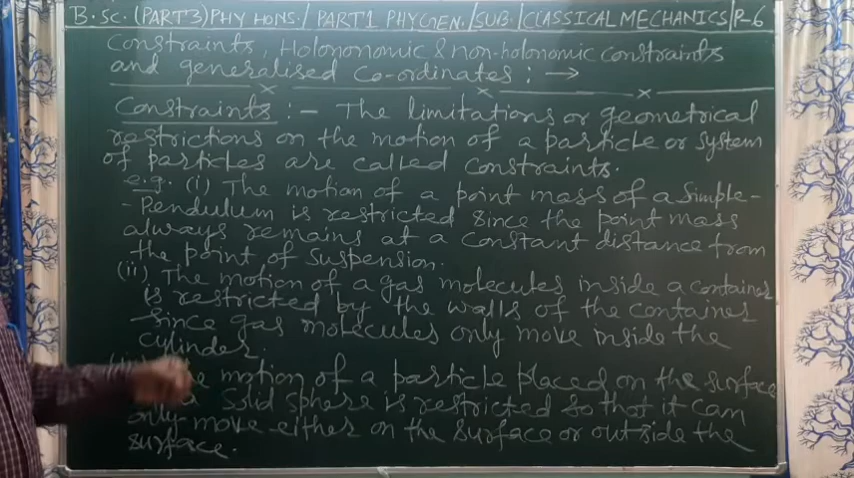 B.Sc. (PART3) PHY HONS. / PART1 PHYGEN. / SUB. / CLASSICAL MECHANICS / P-6
Constraints, Holononomic & non-holonomic constraints
and generalised co-ordinates : →
Constraints : - The limitations or geometrical
restrictions on the motion of a particle or system
of particles are called constraints.
e.g. (i) The motion of a point mass of a simple-
-Pendulum is restricted since the point mass
always remains at a constant distance from
the point of suspension.
(ii) The motion of a gas molecules inside a container
is restricted by the walls of the container
since gas molecules only move inside the
cylinder.
motion of a particle placed on the surface
solid sphere is restricted so that it can
only move either on the surface or outside the
surface.